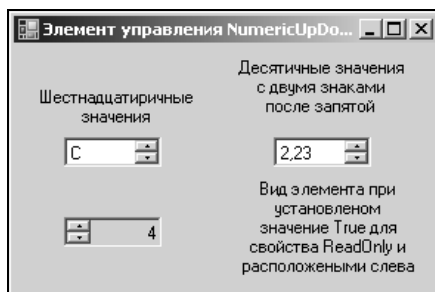 Элемент управления NumericUpDo...
Десятичные значения
с двумя знаками
после запятой
Шестнадцатиричные
значения
C
2,23
4
Вид элемента при
установленом
значение True для
свойства ReadOnly и
расположеными слева